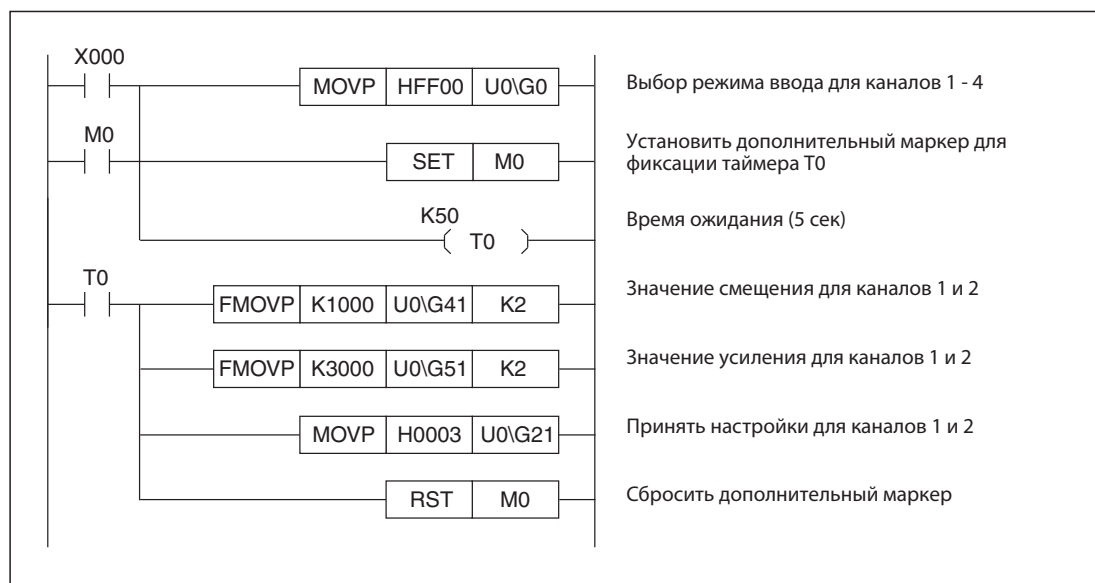 X000
MOVP HFF00 U0\G0 Выбор режима ввода для каналов 1 - 4
M0
SET M0 Установить дополнительный маркер для
фиксации таймера T0
K50
T0 Время ожидания (5 сек)
T0
FMOVP K1000 U0\G41 K2 Значение смещения для каналов 1 и 2
FMOVP K3000 U0\G51 K2 Значение усиления для каналов 1 и 2
MOVP H0003 U0\G21 Принять настройки для каналов 1 и 2
RST M0 Сбросить дополнительный маркер